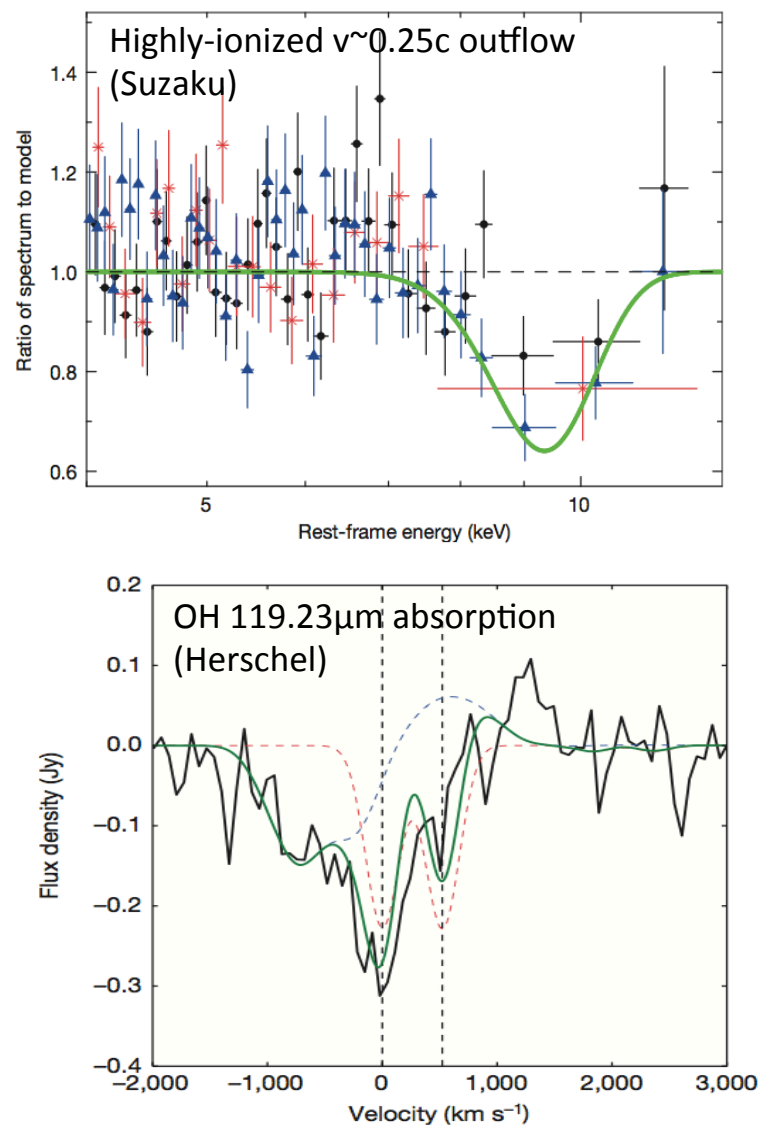 Highly-ionized v~0.25c outflow
(Suzaku)
1.4
1.2
1.0
0.8
0.6
Ratio of spectrum to model
5
10
Rest-frame energy (keV)
OH 119.23μm absorption
(Herschel)
0.2
0.1
0.0
−0.1
−0.2
−0.3
−0.4
Flux density (Jy)
−2,000
−1,000
0
1,000
2,000
3,000
Velocity (km s⁻¹)